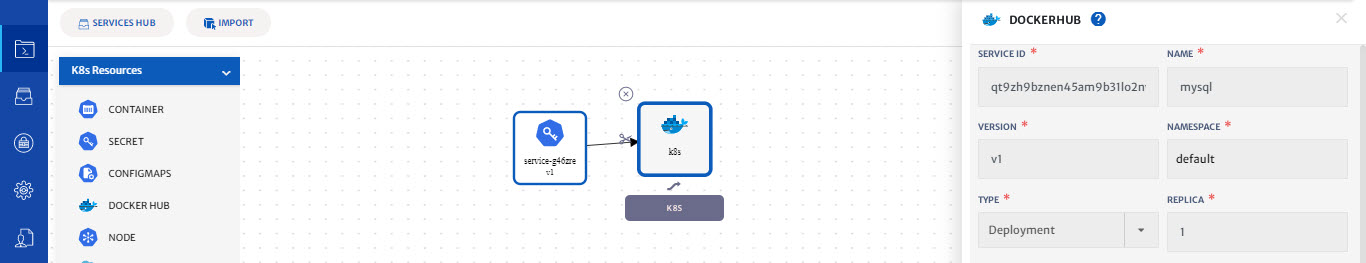 SERVICES HUB
IMPORT
DOCKERHUB ?
K8s Resources
CONTAINER
SECRET
CONFIGMAPS
DOCKER HUB
NODE
service-g46zre
v1
k8s
K8S
SERVICE ID *
NAME *
mysql
VERSION *
NAMESPACE *
v1
default
TYPE *
REPLICA *
Deployment
1